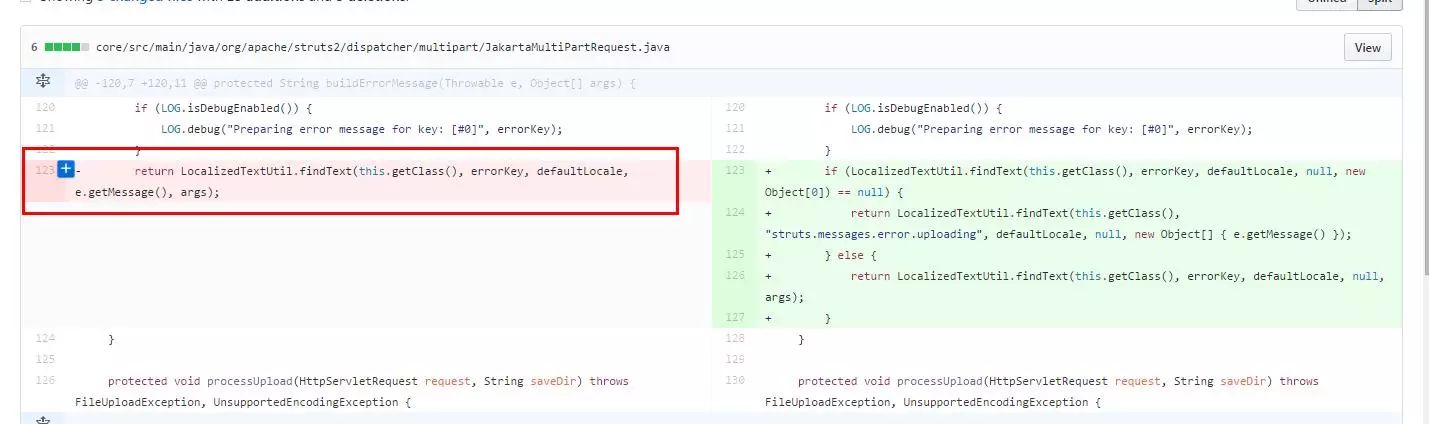 Showing 3 changed files with 13 additions and 3 deletions.
Unified Split
6 core/src/main/java/org/apache/struts2/dispatcher/multipart/JakartaMultiPartRequest.java View
@@ -120,7 +120,11 @@ protected String buildErrorMessage(Throwable e, Object[] args) {
120 if (LOG.isDebugEnabled()) {
121 LOG.debug("Preparing error message for key: [#0]", errorKey);
122 }
123 + - return LocalizedTextUtil.findText(this.getClass(), errorKey, defaultLocale,
e.getMessage(), args);
124 }
125
126 protected void processUpload(HttpServletRequest request, String saveDir) throws
FileUploadException, UnsupportedEncodingException {
120 if (LOG.isDebugEnabled()) {
121 LOG.debug("Preparing error message for key: [#0]", errorKey);
122 }
123 + if (LocalizedTextUtil.findText(this.getClass(), errorKey, defaultLocale, null, new
Object[0]) == null) {
124 + return LocalizedTextUtil.findText(this.getClass(),
"struts.messages.error.uploading", defaultLocale, null, new Object[] { e.getMessage() });
125 + } else {
126 + return LocalizedTextUtil.findText(this.getClass(), errorKey, defaultLocale, null,
args);
127 + }
128 }
129
130 protected void processUpload(HttpServletRequest request, String saveDir) throws
FileUploadException, UnsupportedEncodingException {